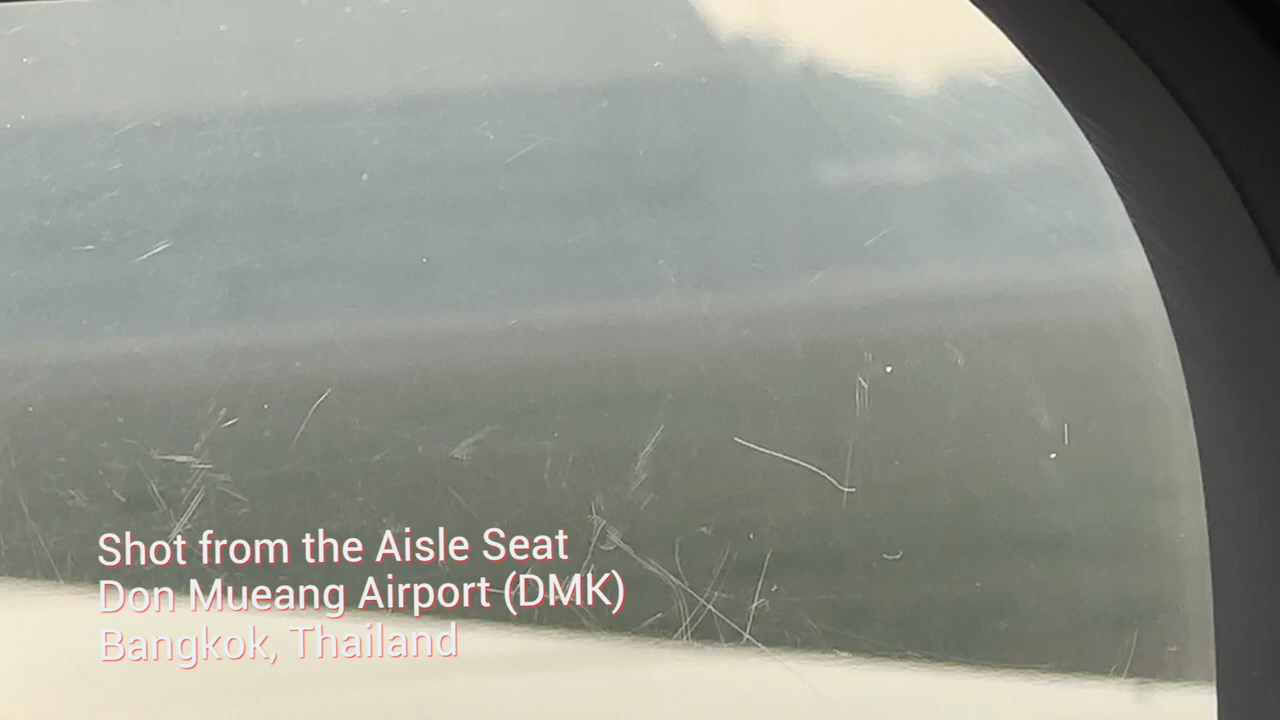 Shot from the Aisle Seat
Don Mueang Airport (DMK)
Bangkok, Thailand